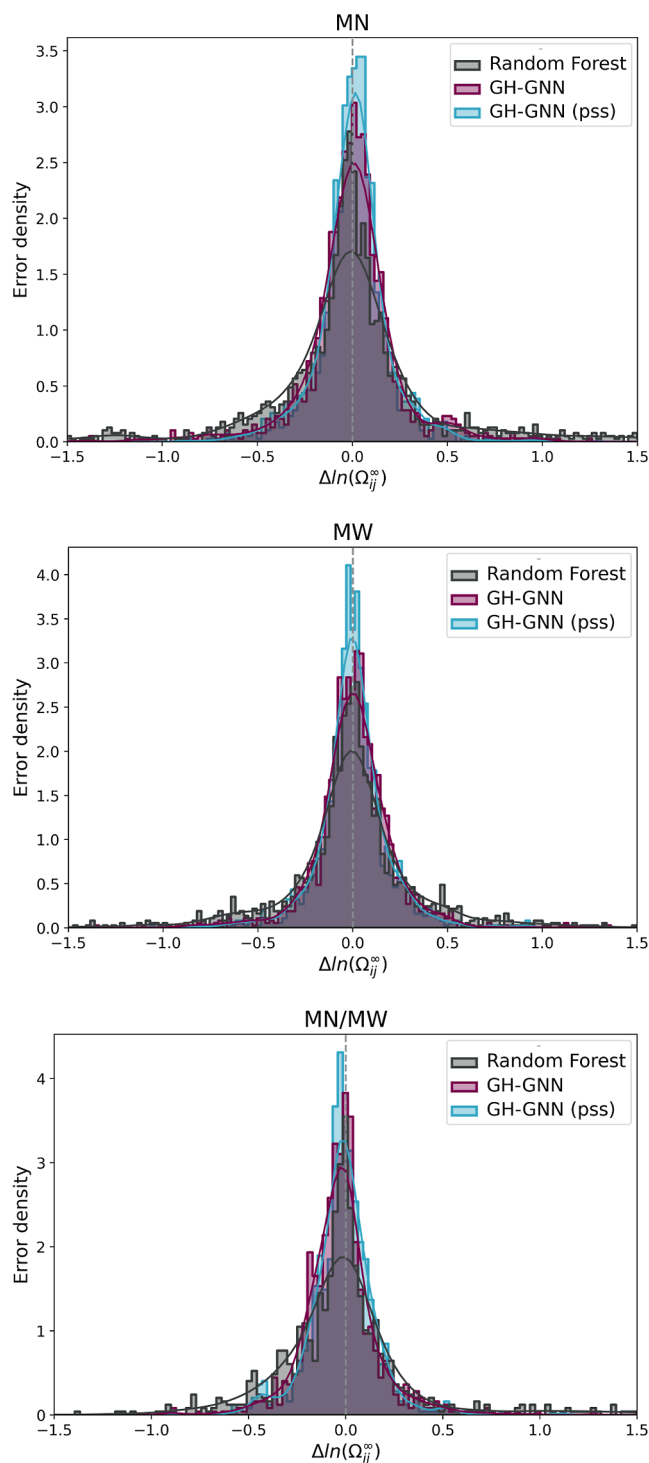 MN
3.5
3.0
2.5
2.0
1.5
1.0
0.5
0.0
Error density
Random Forest
GH-GNN
GH-GNN (pss)
−1.5 −1.0 −0.5 0.0 0.5 1.0 1.5
Δln(Ω∞ij)
MW
4.0
3.5
3.0
2.5
2.0
1.5
1.0
0.5
0.0
Error density
Random Forest
GH-GNN
GH-GNN (pss)
−1.5 −1.0 −0.5 0.0 0.5 1.0 1.5
Δln(Ω∞ij)
MN/MW
4
3
2
1
0
Error density
Random Forest
GH-GNN
GH-GNN (pss)
−1.5 −1.0 −0.5 0.0 0.5 1.0 1.5
Δln(Ω∞ij)